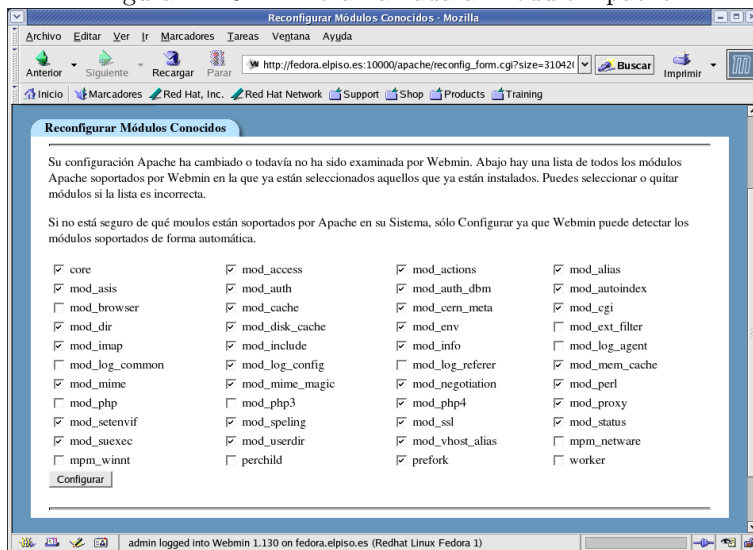 Reconfigurar Módulos Conocidos - Mozilla
Archivo Editar Ver Ir Marcadores Tareas Ventana Ayuda
Anterior Siguiente Recargar Parar http://fedora.elpiso.es:10000/apache/reconfig_form.cgi?size=31042 Buscar Imprimir
Inicio Marcadores Red Hat, Inc. Red Hat Network Support Shop Products Training
Reconfigurar Módulos Conocidos
Su configuración Apache ha cambiado o todavía no ha sido examinada por Webmin. Abajo hay una lista de todos los módulos
Apache soportados por Webmin en la que ya están seleccionados aquellos que ya están instalados. Puedes seleccionar o quitar
módulos si la lista es incorrecta.
Si no está seguro de qué moulos están soportados por Apache en su Sistema, sólo Configurar ya que Webmin puede detectar los
módulos soportados de forma automática.
core mod_access mod_actions mod_alias
mod_asis mod_auth mod_auth_dbm mod_autoindex
mod_browser mod_cache mod_cern_meta mod_cgi
mod_dir mod_disk_cache mod_env mod_ext_filter
mod_imap mod_include mod_info mod_log_agent
mod_log_common mod_log_config mod_log_referer mod_mem_cache
mod_mime mod_mime_magic mod_negotiation mod_perl
mod_php mod_php3 mod_php4 mod_proxy
mod_setenvif mod_speling mod_ssl mod_status
mod_suexec mod_userdir mod_vhost_alias mpm_netware
mpm_winnt perchild prefork worker
Configurar
admin logged into Webmin 1.130 on fedora.elpiso.es (Redhat Linux Fedora 1)